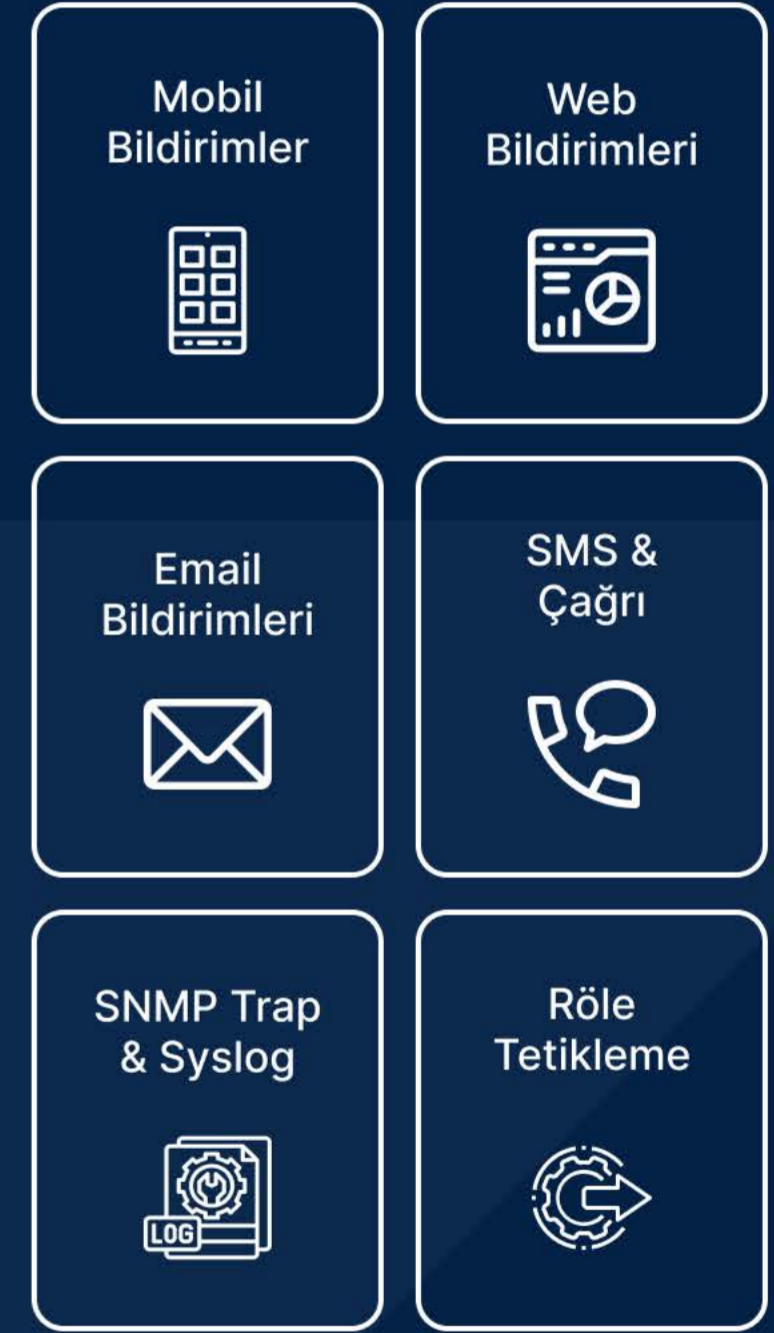 Mobil
Bildirimler
Web
Bildirimleri
Email
Bildirimleri
SMS &
Çağrı
SNMP Trap
& Syslog
LOG
Röle
Tetikleme